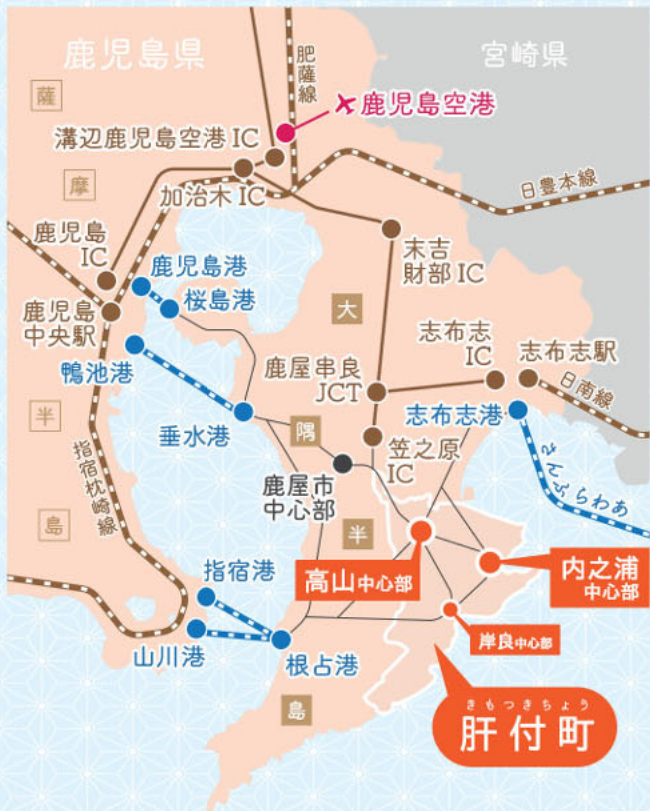 鹿児島県
宮崎県
肥薩線
鹿児島空港
薩
溝辺鹿児島空港 IC
摩
加治木 IC
日豊本線
鹿児島
IC
末吉
財部 IC
鹿児島港
桜島港
大
鹿児島
中央駅
志布志
IC
志布志駅
鴨池港
鹿屋串良
JCT
日南線
半
志布志港
垂水港
隅
笠之原
IC
さんふらわあ
指宿枕崎線
鹿屋市
中心部
島
半
指宿港
高山中心部
内之浦
中心部
山川港
根占港
岸良中心部
島
きもつきちょう
肝付町